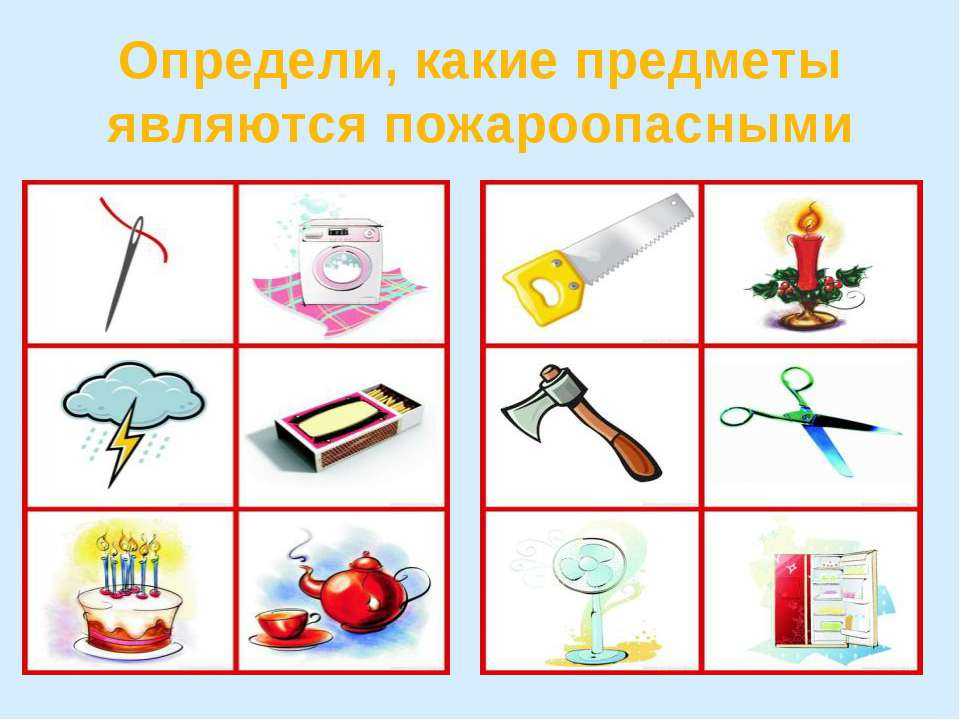 Определи, какие предметы
являются пожароопасными